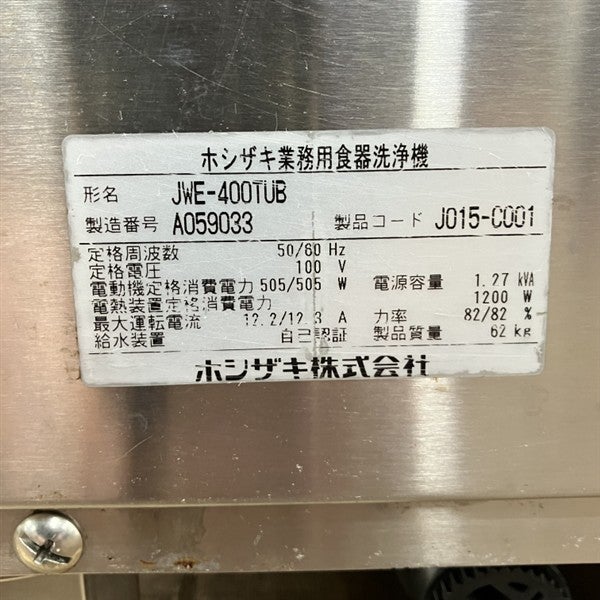 ホシザキ業務用食器洗浄機
形名 JWE-400TUB
製造番号 A059033 製品コード J015-C001
定格周波数 50/60 Hz
定格電圧 100 V
電動機定格消費電力 505/505 W 電源容量 1.27 kVA
電熱装置定格消費電力 1200 W
最大運転電流 12.2/12.3 A 力率 82/82 %
給水装置 自己認証 製品質量 62 kg
ホシザキ株式会社